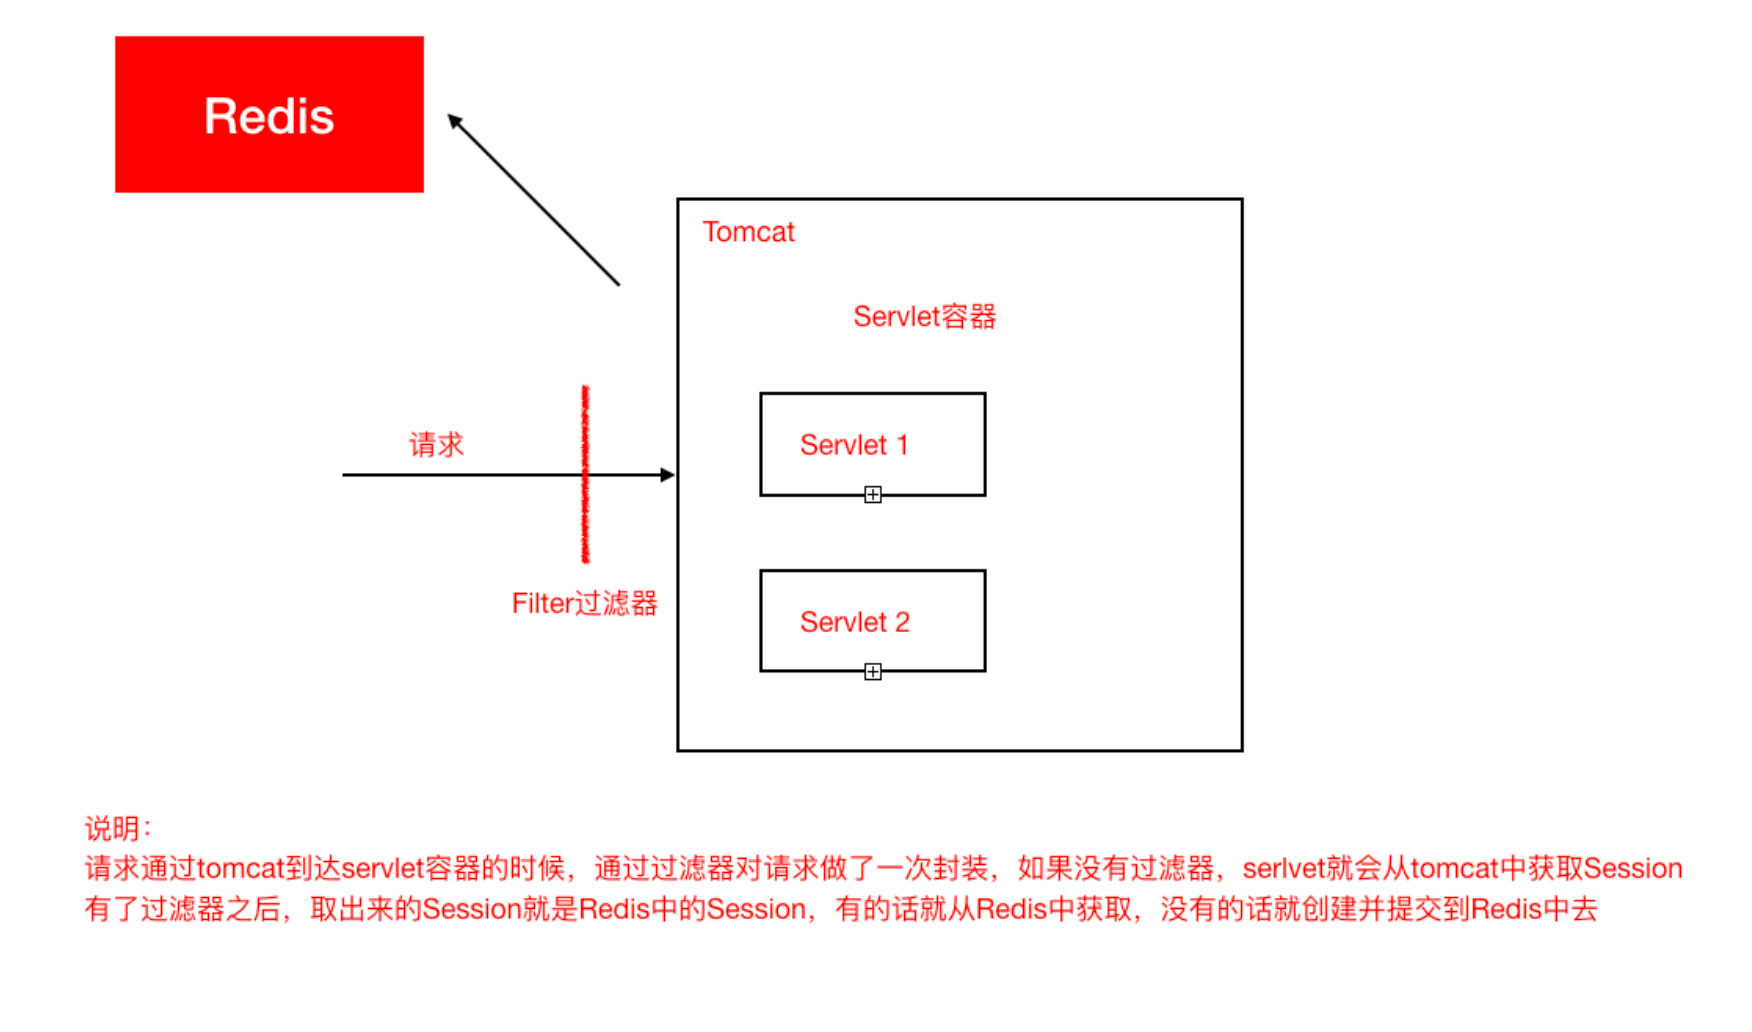 Redis
Tomcat
Servlet容器
请求
Servlet 1
Filter过滤器
Servlet 2
说明：
请求通过tomcat到达servlet容器的时候，通过过滤器对请求做了一次封装，如果没有过滤器，serlvet就会从tomcat中获取Session
有了过滤器之后，取出来的Session就是Redis中的Session，有的话就从Redis中获取，没有的话就创建并提交到Redis中去